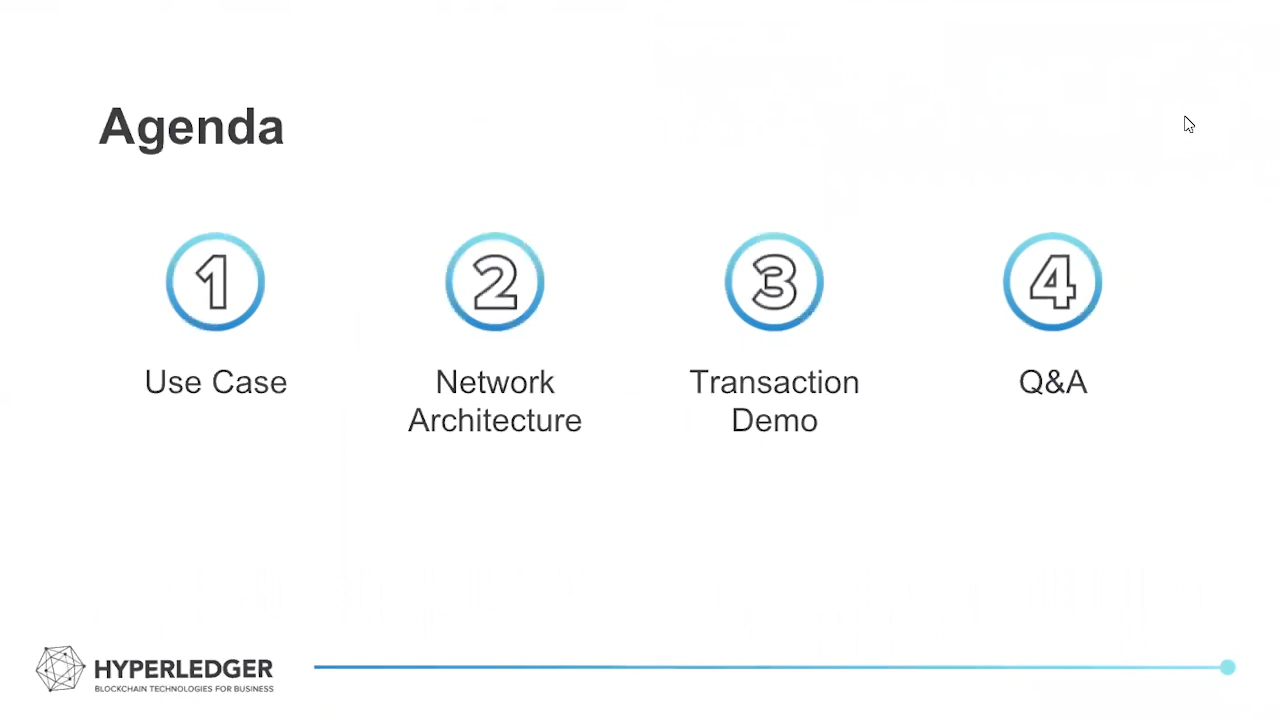 Agenda
1
2
3
4
Use Case
Network
Architecture
Transaction
Demo
Q&A
HYPERLEDGER
BLOCKCHAIN TECHNOLOGIES FOR BUSINESS